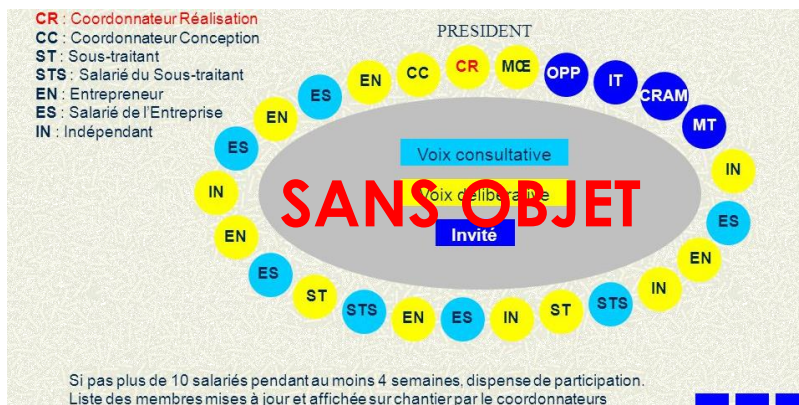 CR : Coordonnateur Réalisation
CC : Coordonnateur Conception
ST : Sous-traitant
STS : Salarié du Sous-traitant
EN : Entrepreneur
ES : Salarié de l'Entreprise
IN : Indépendant
PRESIDENT
CR
MŒ
OPP
IT
CRAM
MT
IN
ES
EN
IN
STS
ST
IN
ES
EN
STS
ST
ES
EN
IN
ES
EN
ES
EN
CC
Voix consultative
Voix délibérative
SANS OBJET
Invité
Si pas plus de 10 salariés pendant au moins 4 semaines, dispense de participation.
Liste des membres mises à jour et affichée sur chantier par le coordonnateurs